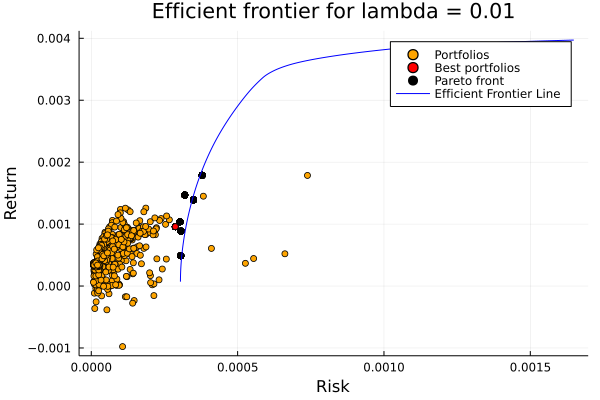 Efficient frontier for lambda = 0.01
0.004
0.003
0.002
0.001
0.000
−0.001
Return
Portfolios
Best portfolios
Pareto front
Efficient Frontier Line
0.0000
0.0005
0.0010
0.0015
Risk